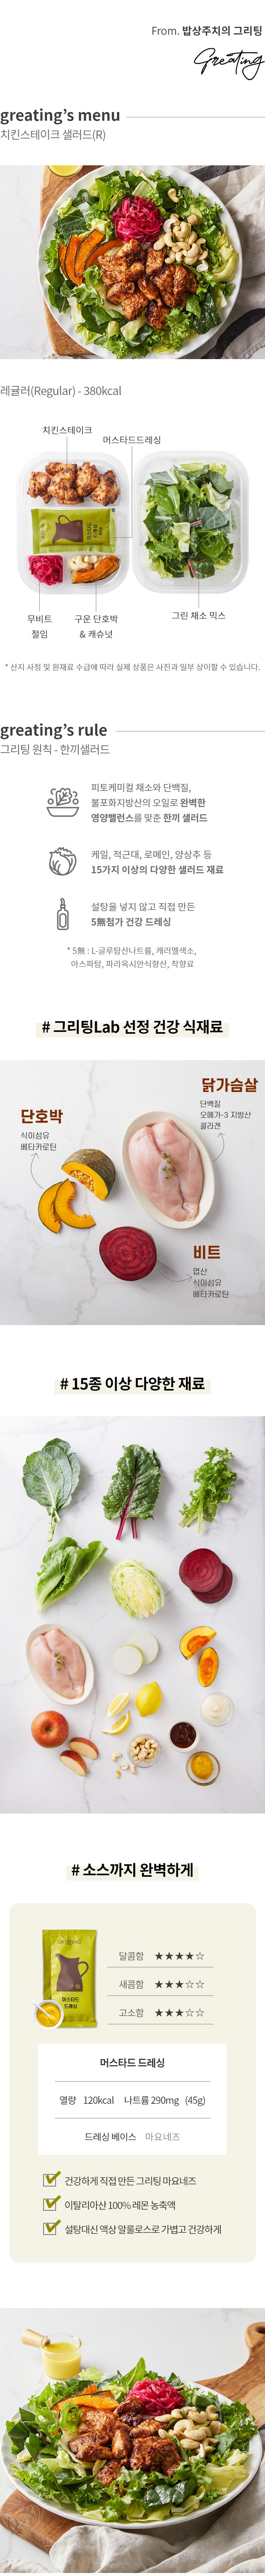 From. 밥상주치의 그리팅
Greating
greating's menu
치킨스테이크 샐러드(R)
레귤러(Regular) - 380kcal
치킨스테이크
머스타드드레싱
무비트
절임
구운 단호박
& 캐슈넛
그린 채소 믹스
* 산지 사정 및 원재료 수급에 따라 실제 상품은 사진과 일부 상이할 수 있습니다.
greating's rule
그리팅 원칙 - 한끼샐러드
피토케미컬 채소와 단백질,
불포화지방산의 오일로 완벽한
영양밸런스를 맞춘 한끼 샐러드
케일, 적근대, 로메인, 양상추 등
15가지 이상의 다양한 샐러드 재료
설탕을 넣지 않고 직접 만든
5無첨가 건강 드레싱
* 5無 : L-글루탐산나트륨, 캐러멜색소,
아스파탐, 파라옥시안식향산, 착향료
# 그리팅Lab 선정 건강 식재료
닭가슴살
단백질
오메가-3 지방산
콜라겐
단호박
식이섬유
베타카로틴
비트
엽산
식이섬유
베타카로틴
# 15종 이상 다양한 재료
# 소스까지 완벽하게
GREATING
머스타드
드레싱
달콤함 ★★★★☆
새콤함 ★★★☆☆
고소함 ★★★☆☆
머스타드 드레싱
열량 120kcal 나트륨 290mg (45g)
드레싱 베이스 마요네즈
건강하게 직접 만든 그리팅 마요네즈
이탈리아산 100% 레몬 농축액
설탕대신 액상 알룰로스로 가볍고 건강하게